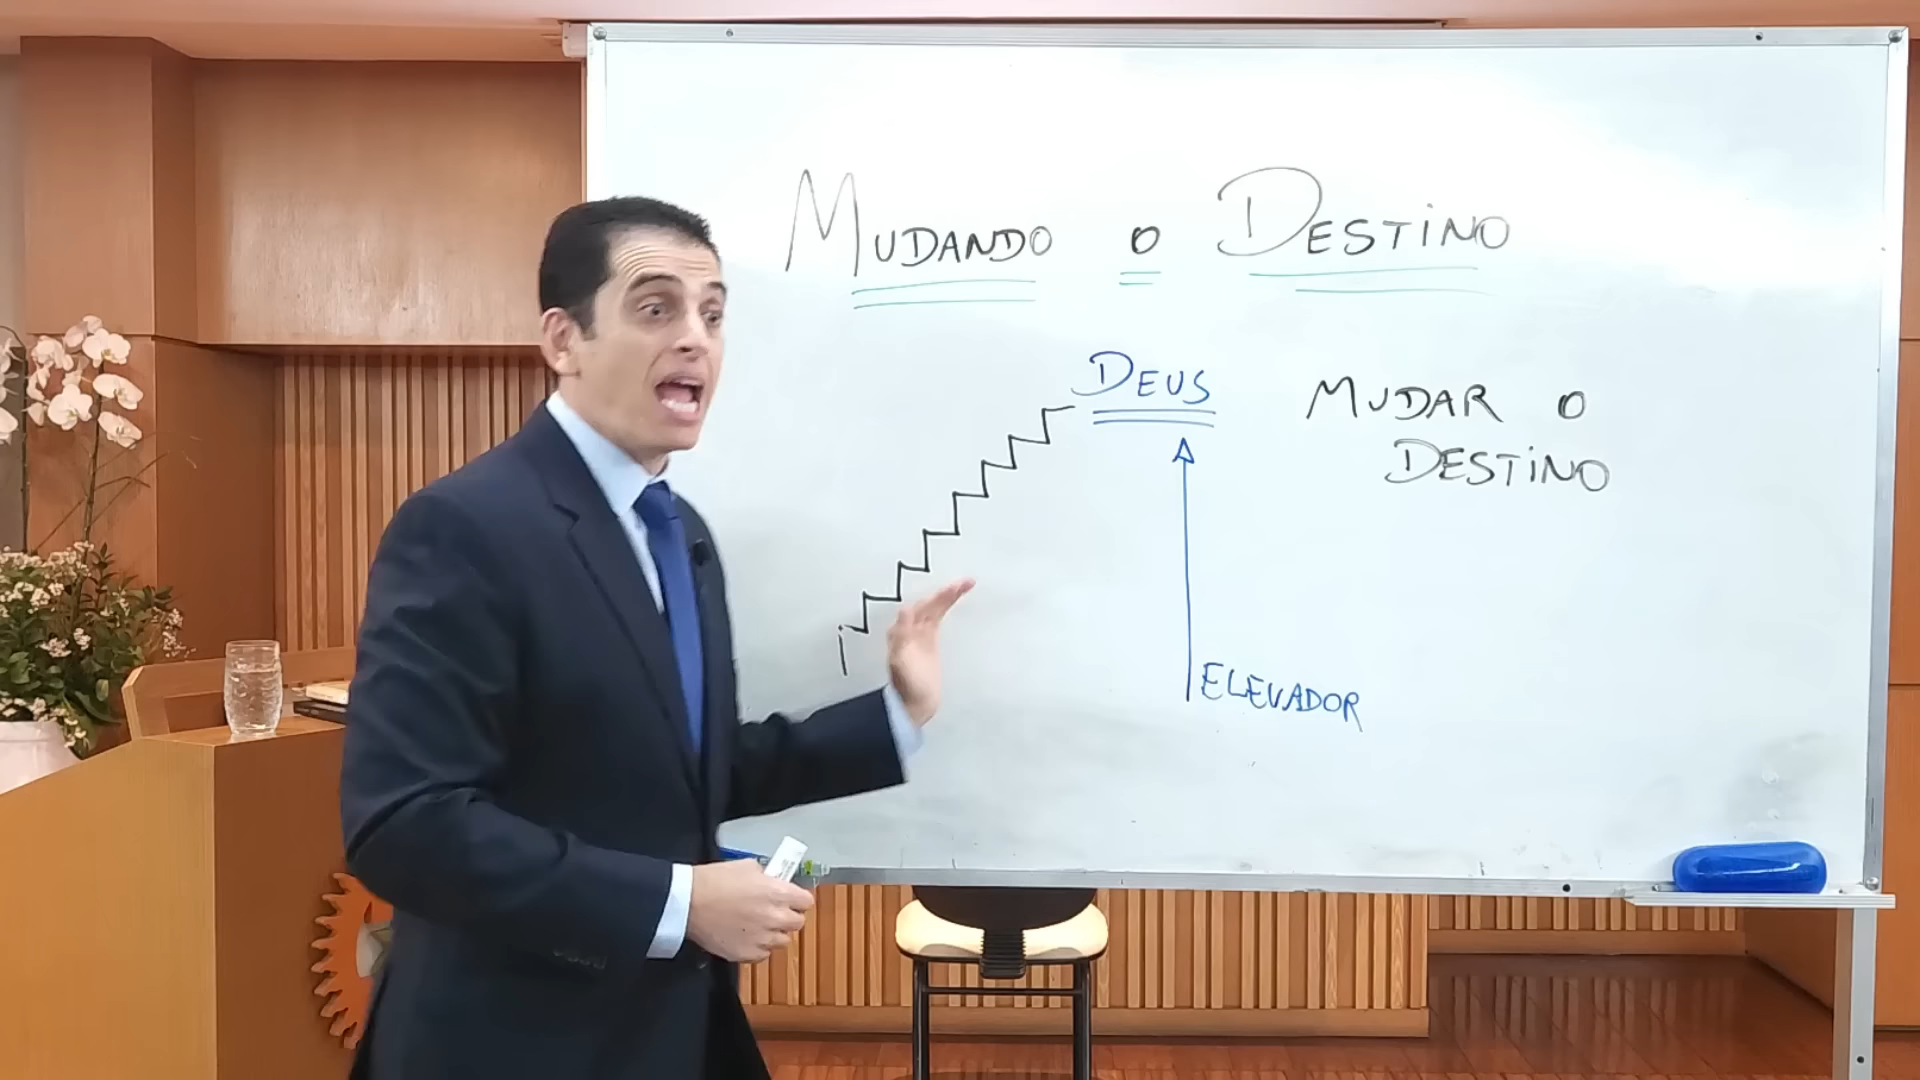 MUDANDO O DESTINO
DEUS
MUDAR O
DESTINO
ELEVADOR